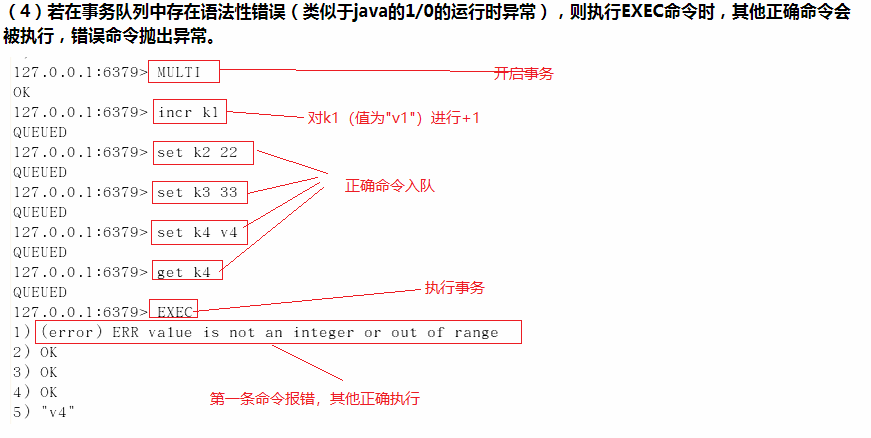 （4）若在事务队列中存在语法性错误（类似于java的1/0的运行时异常），则执行EXEC命令时，其他正确命令会
被执行，错误命令抛出异常。
127.0.0.1:6379> MULTI 开启事务
OK
127.0.0.1:6379> incr k1 对k1（值为"v1"）进行+1
QUEUED
127.0.0.1:6379> set k2 22
QUEUED
127.0.0.1:6379> set k3 33 正确命令入队
QUEUED
127.0.0.1:6379> set k4 v4
QUEUED
127.0.0.1:6379> get k4
QUEUED
127.0.0.1:6379> EXEC 执行事务
1) (error) ERR value is not an integer or out of range
2) OK
3) OK
4) OK 第一条命令报错，其他正确执行
5) "v4"